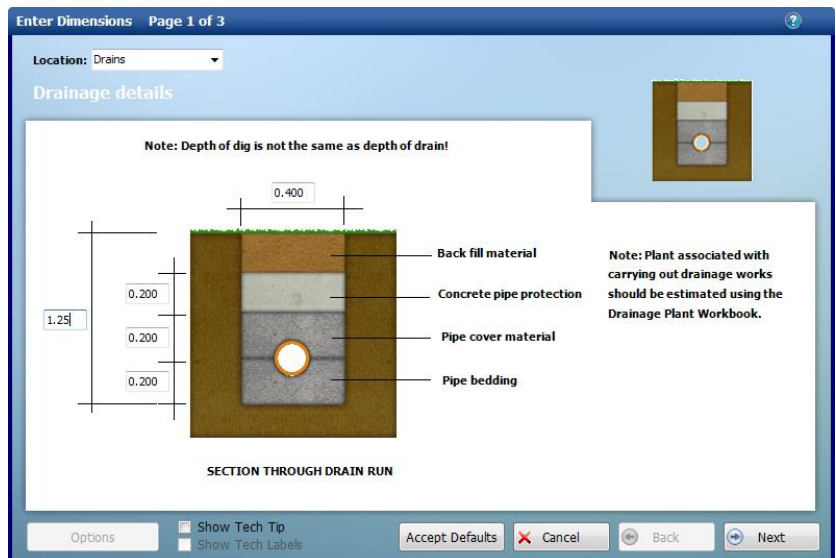 Enter Dimensions Page 1 of 3
Location: Drains
Drainage details
Note: Depth of dig is not the same as depth of drain!
0.400
Back fill material
Note: Plant associated with
carrying out drainage works
should be estimated using the
Drainage Plant Workbook.
0.200
Concrete pipe protection
1.25
0.200
Pipe cover material
0.200
Pipe bedding
SECTION THROUGH DRAIN RUN
Options
Show Tech Tip
Show Tech Labels
Accept Defaults
Cancel
Back
Next